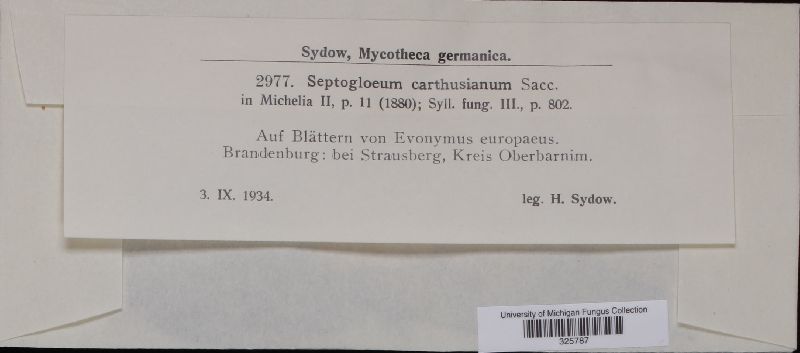 Sydow, Mycotheca germanica.
2977. Septogloeum carthusianum Sacc.
in Michelia II, p. 11 (1880); Syll. fung. III., p. 802.
Auf Blättern von Evonymus europaeus.
Brandenburg: bei Strausberg, Kreis Oberbarnim.
3. IX. 1934. leg. H. Sydow.
University of Michigan Fungus Collection
325787